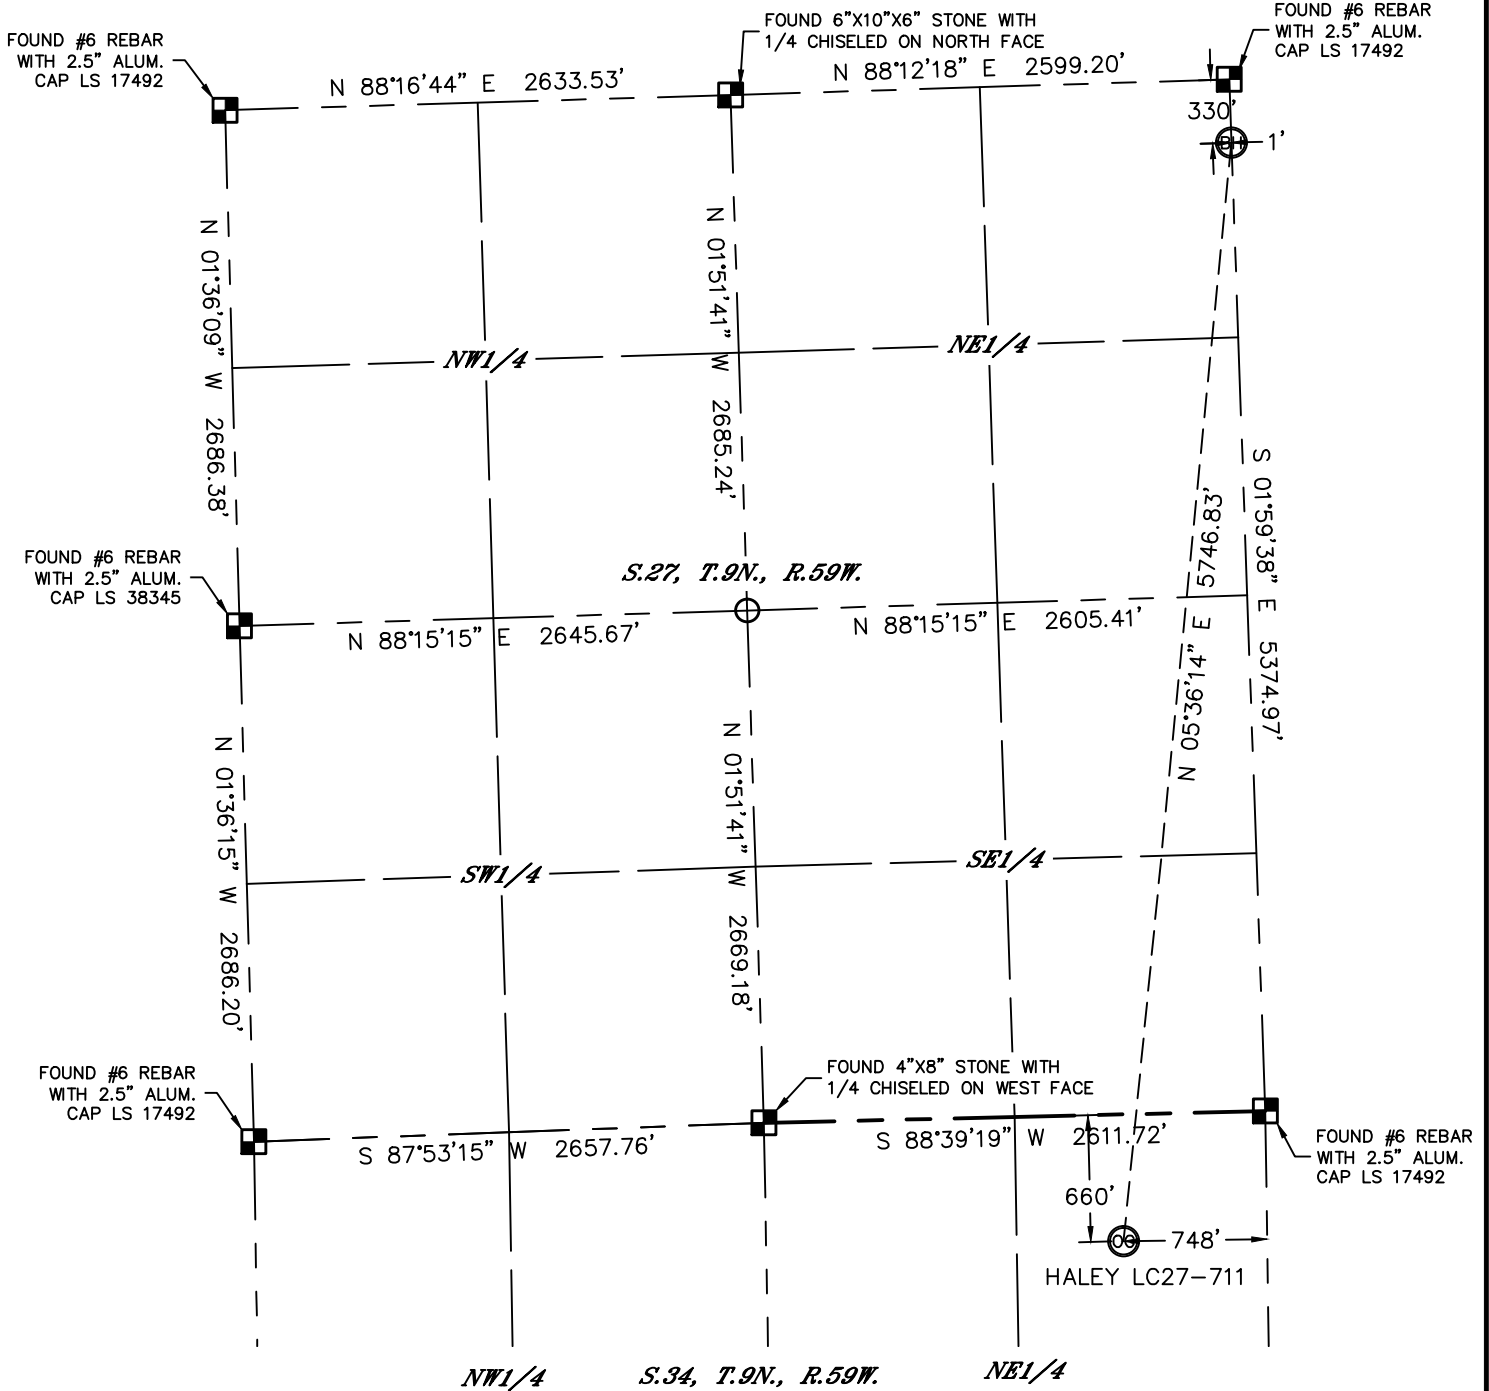 FOUND #6 REBAR
WITH 2.5" ALUM.
CAP LS 17492
FOUND 6"X10"X6" STONE WITH
1/4 CHISELED ON NORTH FACE
FOUND #6 REBAR
WITH 2.5" ALUM.
CAP LS 17492
N 88°16'44" E 2633.53'
N 88°12'18" E 2599.20'
330'
BH
1'
N 01°36'09" W 2686.38'
N 01°51'41" W 2685.24'
NW1/4
NE1/4
S 01°59'38" E 5374.97'
N 05°36'14" E 5746.83'
FOUND #6 REBAR
WITH 2.5" ALUM.
CAP LS 38345
S.27, T.9N., R.59W.
N 88°15'15" E 2645.67'
N 88°15'15" E 2605.41'
N 01°36'15" W 2686.20'
N 01°51'41" W 2669.18'
SW1/4
SE1/4
FOUND #6 REBAR
WITH 2.5" ALUM.
CAP LS 17492
FOUND 4"X8" STONE WITH
1/4 CHISELED ON WEST FACE
S 87°53'15" W 2657.76'
S 88°39'19" W 2611.72'
FOUND #6 REBAR
WITH 2.5" ALUM.
CAP LS 17492
660'
OG
748'
HALEY LC27-711
NW1/4
S.34, T.9N., R.59W.
NE1/4